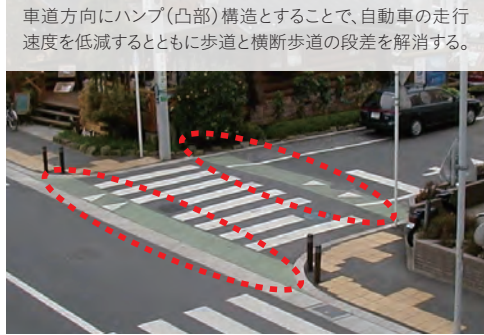 車道方向にハンプ(凸部)構造とすることで、自動車の走行
速度を低減するとともに歩道と横断歩道の段差を解消する。